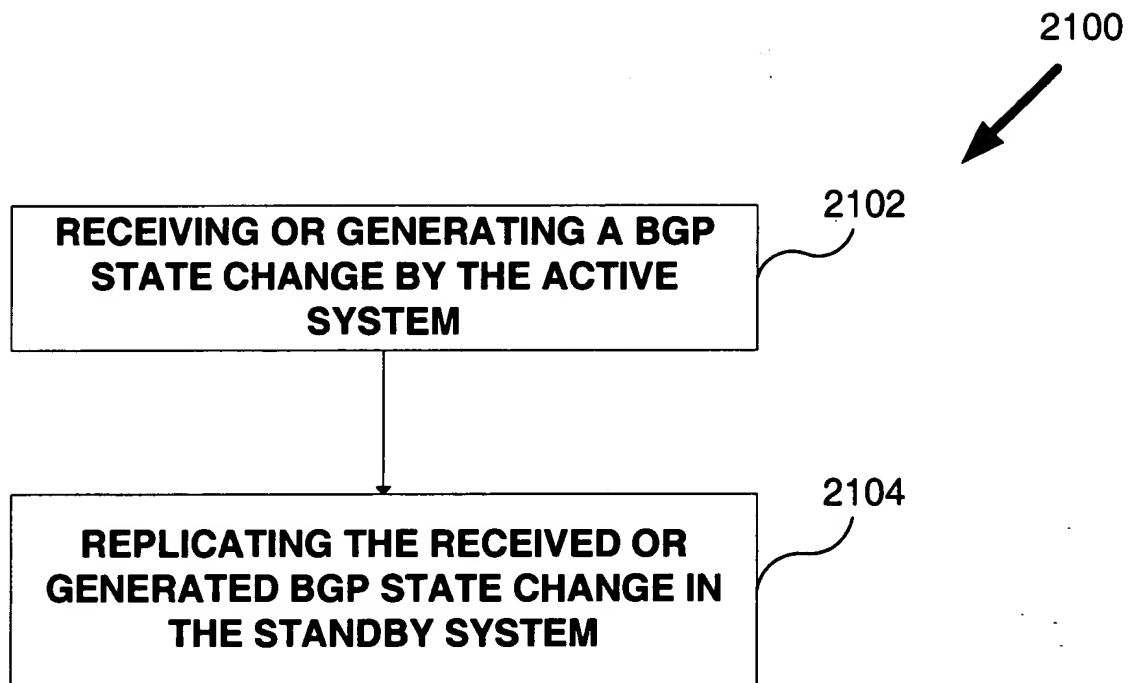 2100
2102
RECEIVING OR GENERATING A BGP
STATE CHANGE BY THE ACTIVE
SYSTEM
2104
REPLICATING THE RECEIVED OR
GENERATED BGP STATE CHANGE IN
THE STANDBY SYSTEM